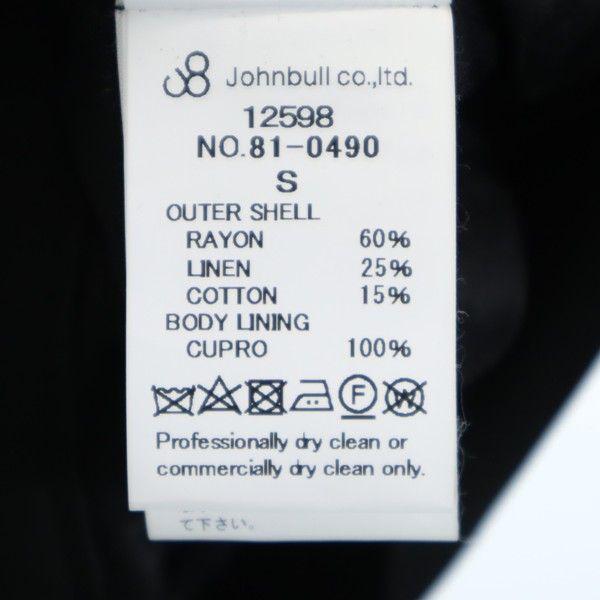 Johnbull co.,ltd.
12598
NO.81-0490
S
OUTER SHELL
RAYON 60%
LINEN 25%
COTTON 15%
BODY LINING
CUPRO 100%
F W
Professionally dry clean or
commercially dry clean only.
て下さい。